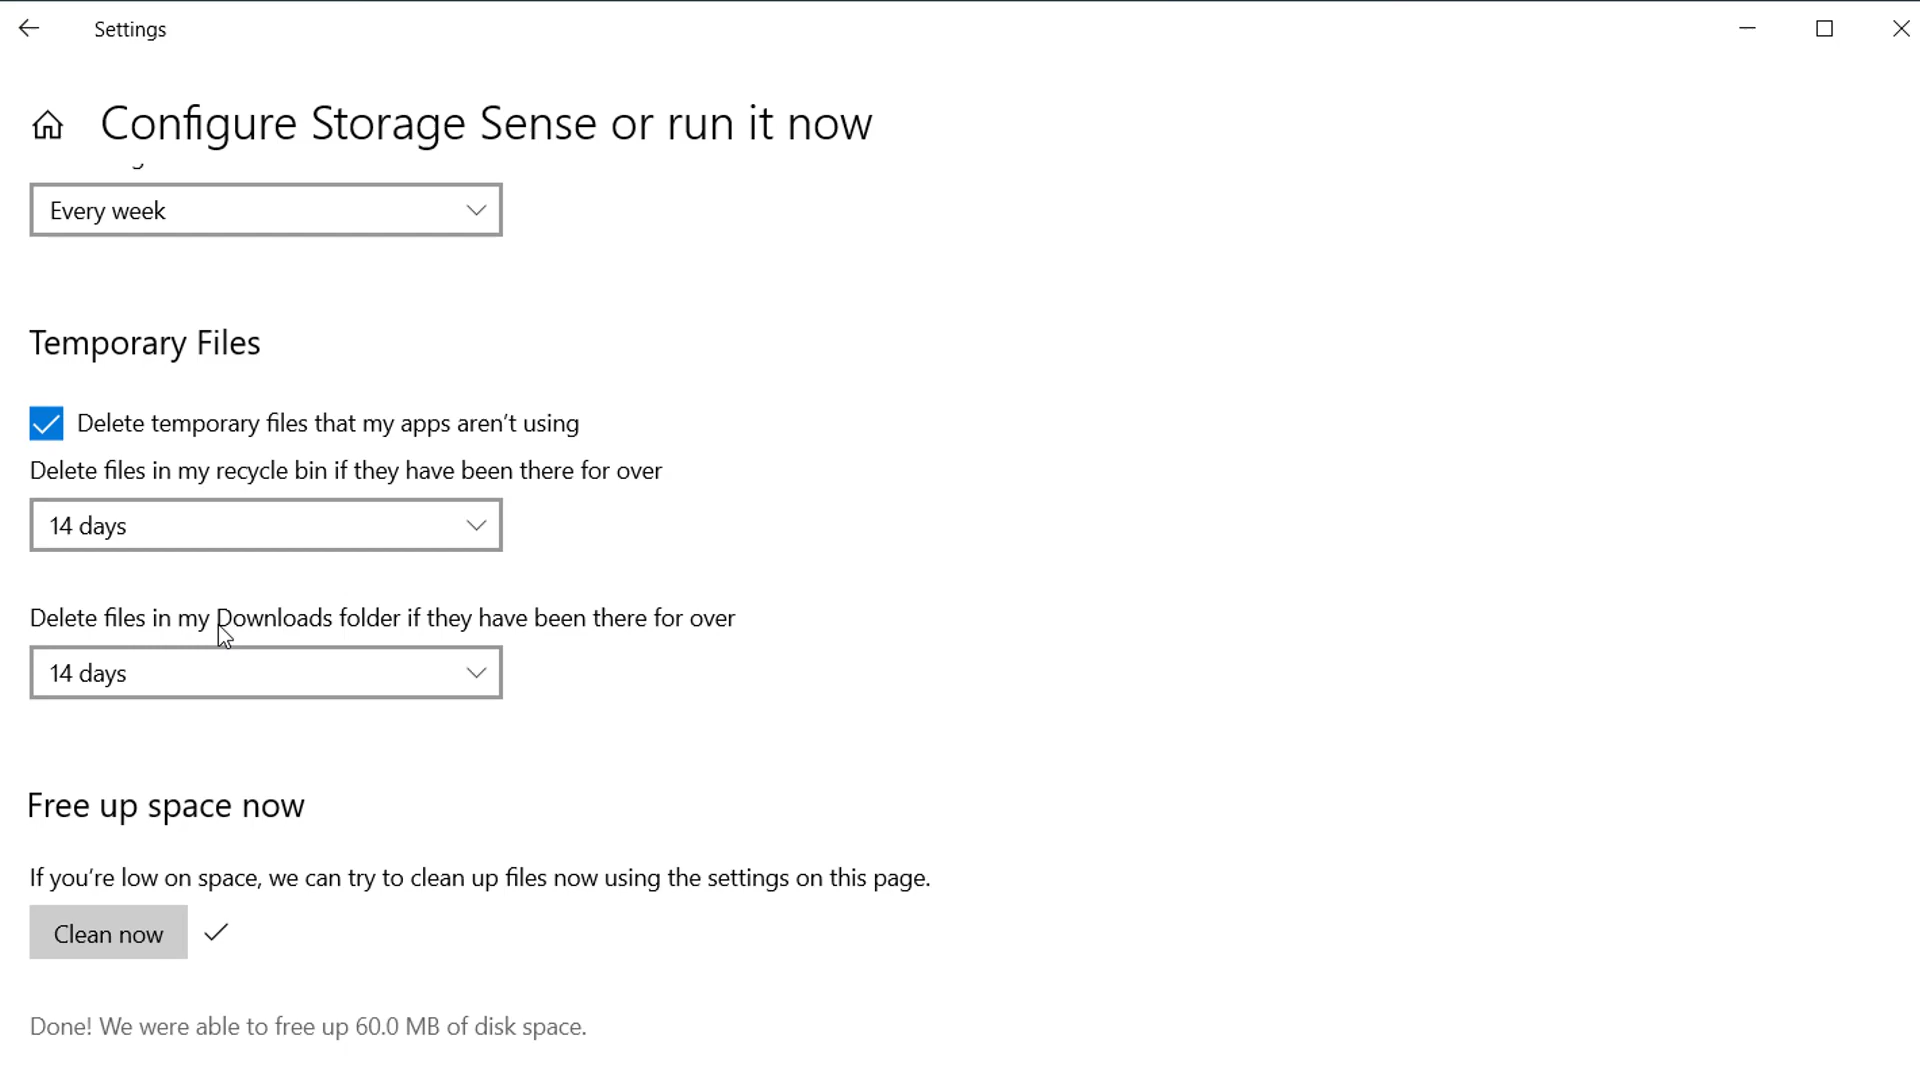 Settings
Configure Storage Sense or run it now
Every week
Temporary Files
Delete temporary files that my apps aren’t using
Delete files in my recycle bin if they have been there for over
14 days
Delete files in my Downloads folder if they have been there for over
14 days
Free up space now
If you’re low on space, we can try to clean up files now using the settings on this page.
Clean now
Done! We were able to free up 60.0 MB of disk space.